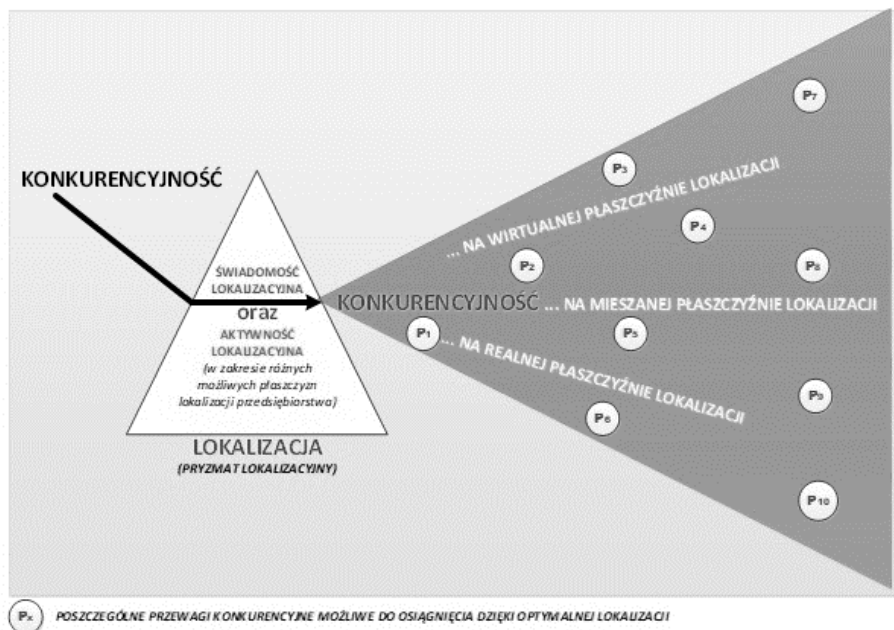 KONKURENCYJNOŚĆ
ŚWIADOMOŚĆ
LOKALIZACYJNA
oraz
AKTYWNOŚĆ
LOKALIZACYJNA
(w zakresie różnych
możliwych płaszczyzn
lokalizacji przedsiębiorstwa)
LOKALIZACJA
(PRYZMAT LOKALIZACYJNY)
P7
P3
... NA WIRTUALNEJ PŁASZCZYŹNIE LOKALIZACJI
P4
P2
P8
KONKURENCYJNOŚĆ ... NA MIESZANEJ PŁASZCZYŹNIE LOKALIZACJI
P1
P5
... NA REALNEJ PŁASZCZYŹNIE LOKALIZACJI
P9
P6
P10
Px POSZCZEGÓLNE PRZEWAGI KONKURENCYJNE MOŻLIWE DO OSIĄGNIĘCIA DZIĘKI OPTYMALNEJ LOKALIZACJI